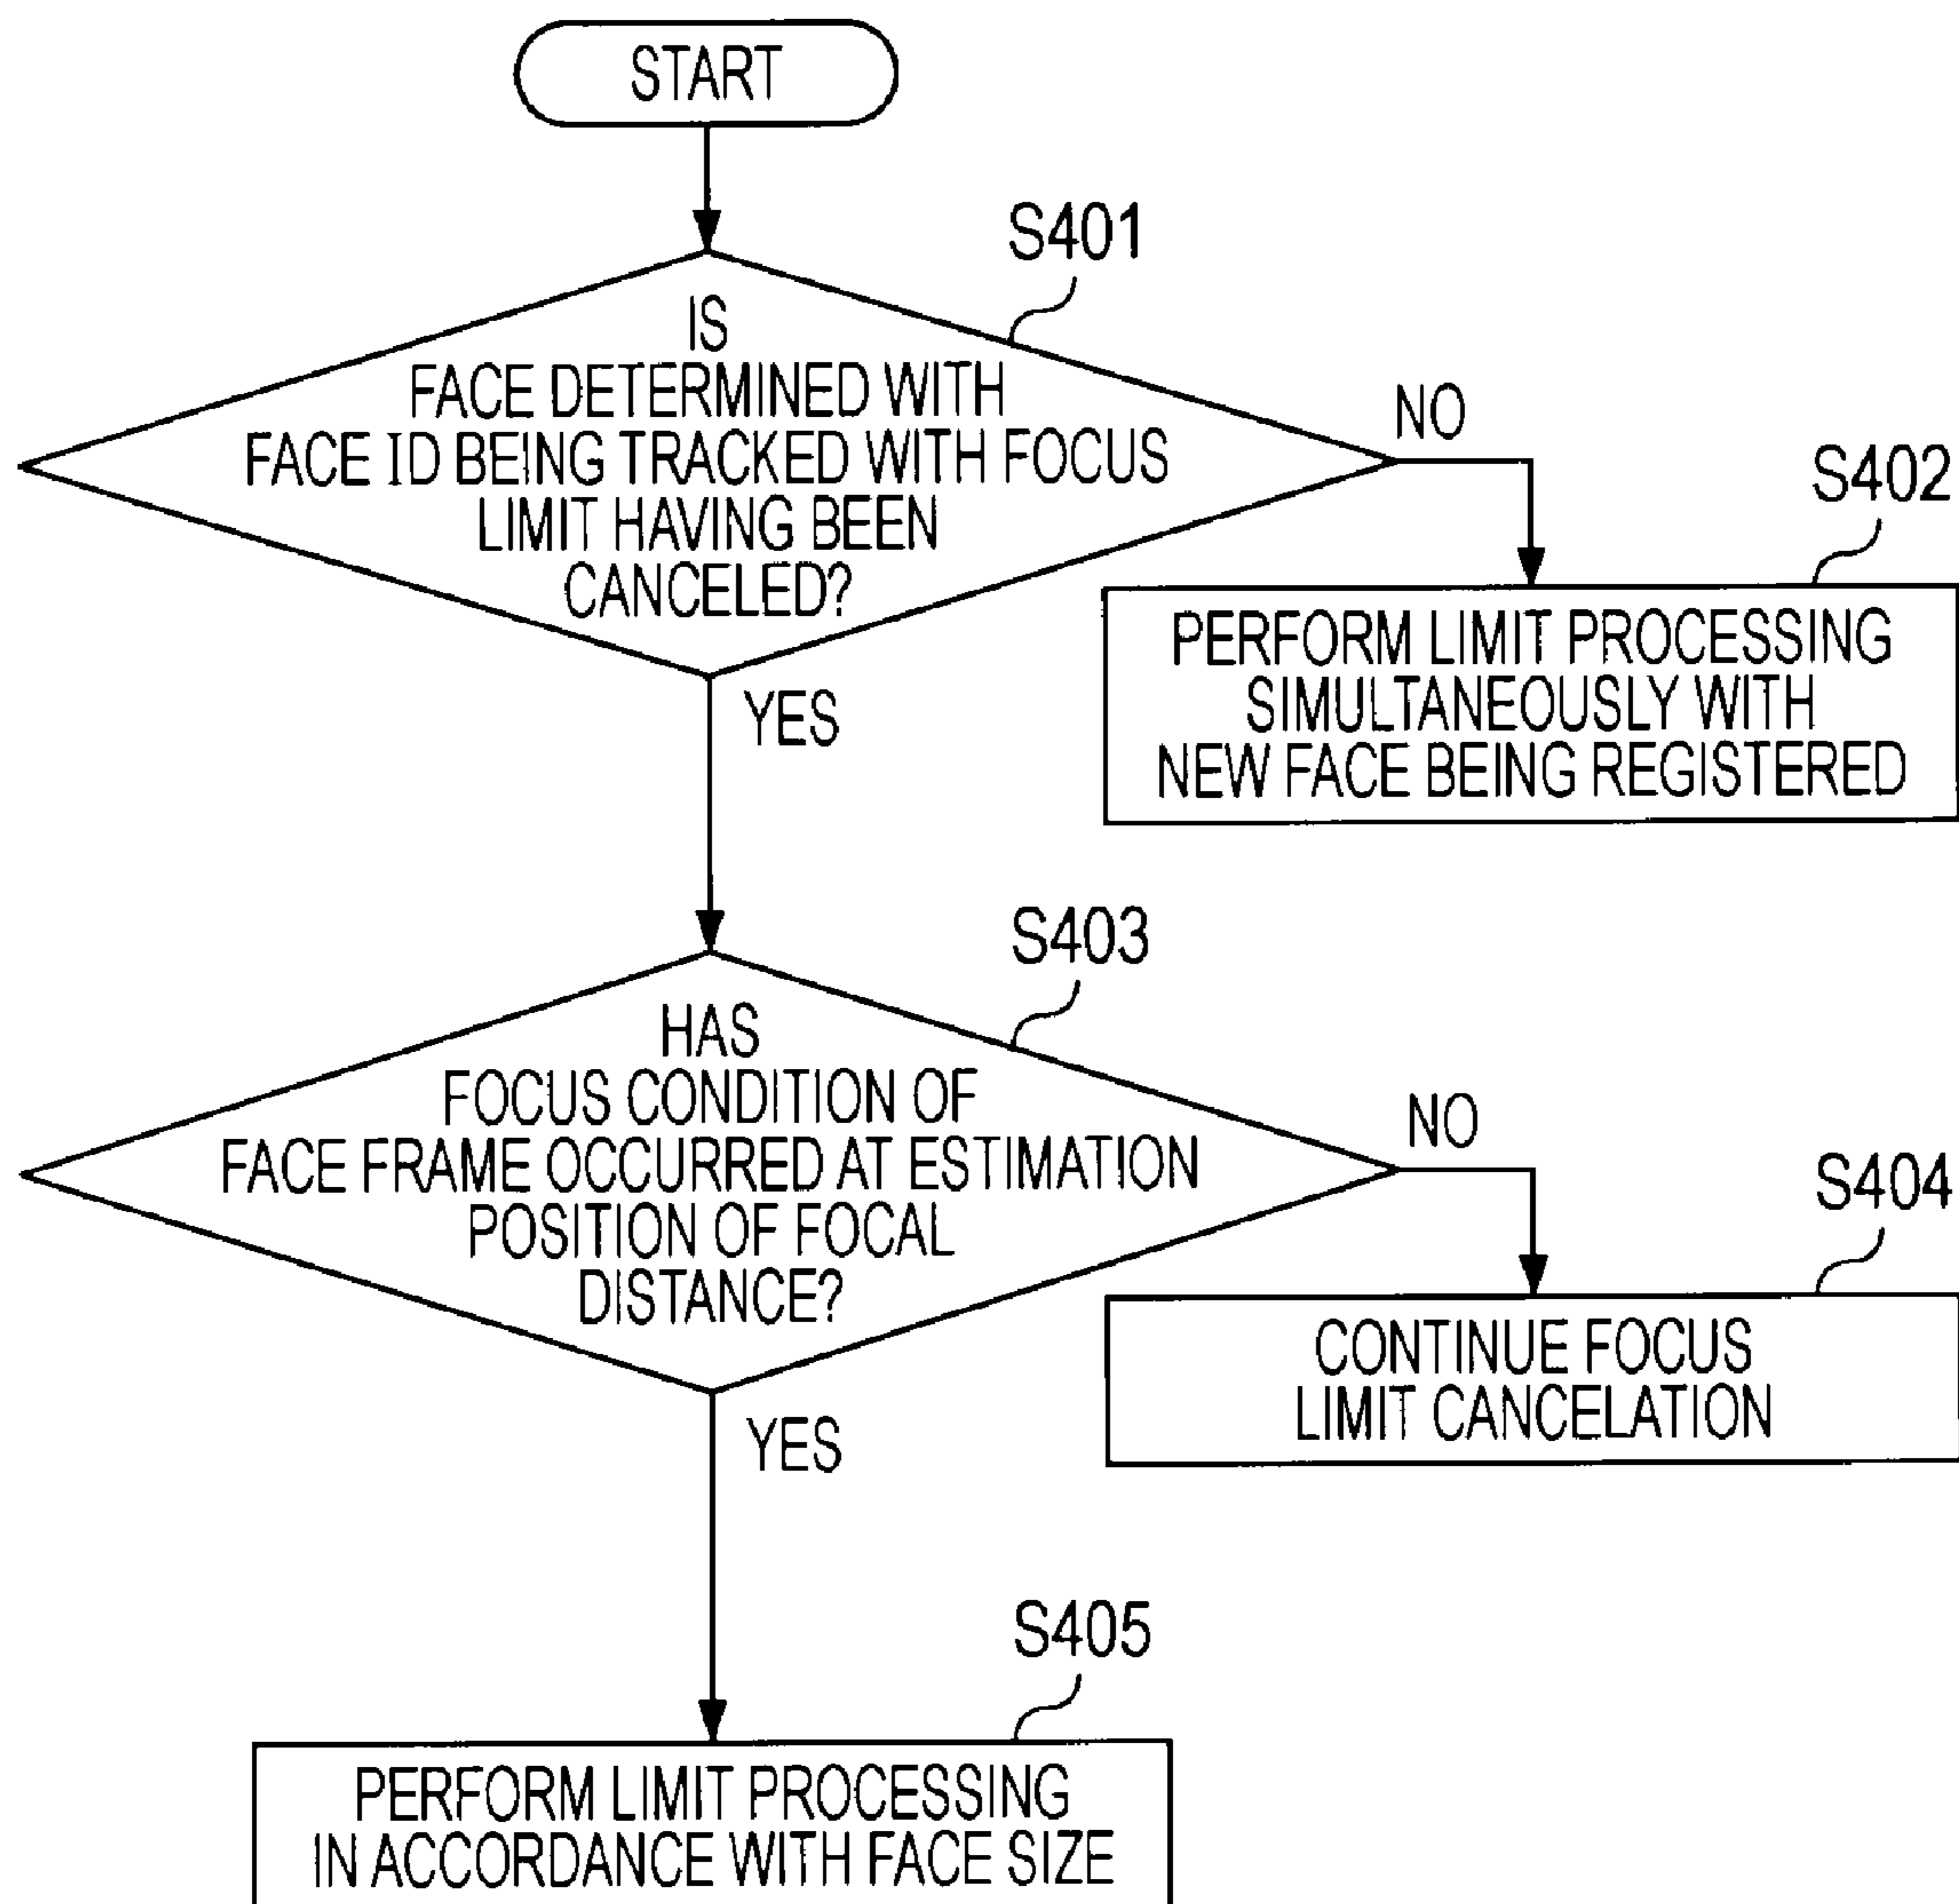 START
S401
IS
FACE DETERMINED WITH
FACE ID BEING TRACKED WITH FOCUS
LIMIT HAVING BEEN
CANCELED?
NO
S402
PERFORM LIMIT PROCESSING
SIMULTANEOUSLY WITH
NEW FACE BEING REGISTERED
YES
S403
HAS
FOCUS CONDITION OF
FACE FRAME OCCURRED AT ESTIMATION
POSITION OF FOCAL
DISTANCE?
NO
S404
CONTINUE FOCUS
LIMIT CANCELATION
YES
S405
PERFORM LIMIT PROCESSING
IN ACCORDANCE WITH FACE SIZE